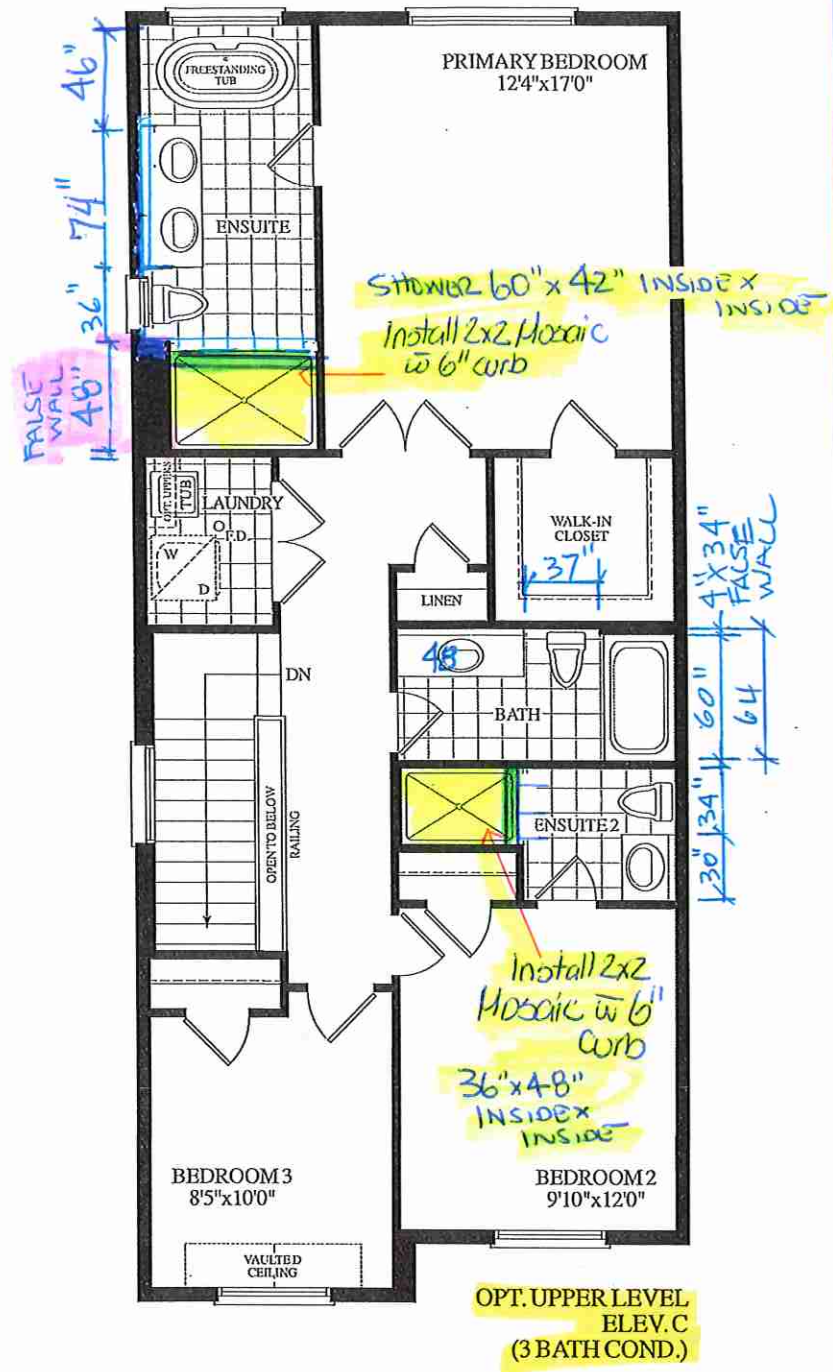 FREESTANDING
TUB
PRIMARY BEDROOM
12'4"x17'0"
46"
74"
36"
ENSUITE
SHOWER 60" x 42" INSIDE X
INSIDE
Install 2x2 Mosaic
w 6" curb
FALSE
WALL
48"
OPT. UPPERS
TUB
LAUNDRY
O
F.D.
W
D
WALK-IN
CLOSET
37"
LINEN
4"X34"
FALSE
WALL
DN
48
BATH
60"
64
OPEN TO BELOW
RAILING
ENSUITE 2
34"
30"
Install 2x2
Mosaic w 6"
Curb
36"x48"
INSIDE X
INSIDE
BEDROOM 3
8'5"x10'0"
BEDROOM 2
9'10"x12'0"
VAULTED
CEILING
OPT. UPPER LEVEL
ELEV. C
(3 BATH COND.)